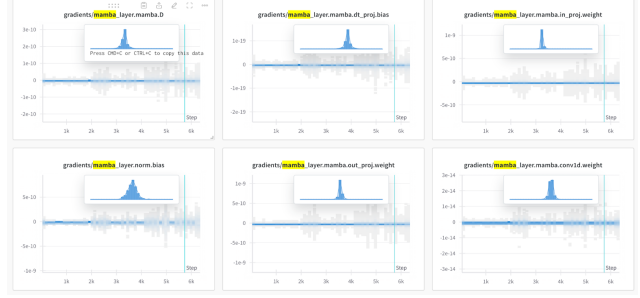 gradients/mamba_layer.mamba.D
3e-10
2e-10
1e-10
0
-1e-10
-2e-10
Press CMD+C or CTRL+C to copy this data
Step
1k 2k 3k 4k 5k 6k
gradients/mamba_layer.mamba.dt_proj.bias
1e-19
0
-1e-19
-2e-19
Step
1k 2k 3k 4k 5k 6k
gradients/mamba_layer.mamba.in_proj.weight
1e-9
5e-10
0
-5e-10
Step
1k 2k 3k 4k 5k 6k
gradients/mamba_layer.norm.bias
5e-10
0
-5e-10
-1e-9
Step
1k 2k 3k 4k 5k 6k
gradients/mamba_layer.mamba.out_proj.weight
1e-9
5e-10
0
-5e-10
-1e-9
Step
1k 2k 3k 4k 5k 6k
gradients/mamba_layer.mamba.conv1d.weight
3e-14
2e-14
1e-14
0
-1e-14
-2e-14
-3e-14
Step
1k 2k 3k 4k 5k 6k